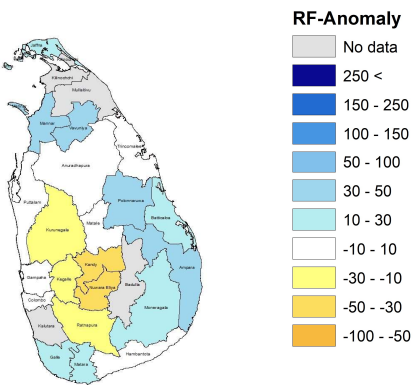 Jaffna
Kilinochchi
Mullaitivu
Mannar
Vavuniya
Trincomalee
Anuradhapura
Puttalam
Polonnaruwa
Batticaloa
Kurunegala
Matale
Kandy
Ampara
Gampaha
Kegalle
Nuwara Eliya
Badulla
Colombo
Monaragala
Kalutara
Ratnapura
Galle
Matara
Hambantota
RF-Anomaly
No data
250 <
150 - 250
100 - 150
50 - 100
30 - 50
10 - 30
-10 - 10
-30 - -10
-50 - -30
-100 - -50